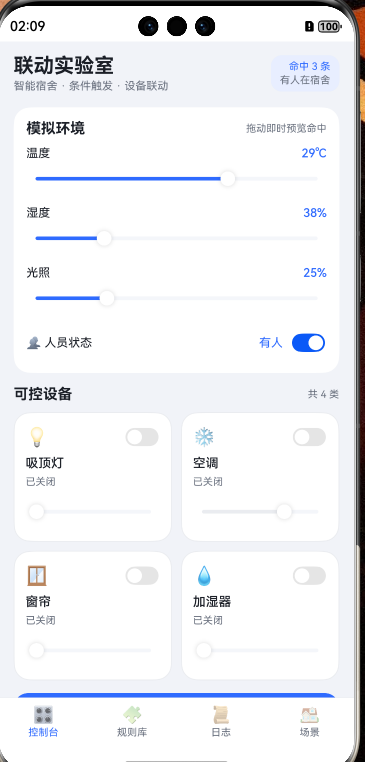 02:09
100
联动实验室
智能宿舍 · 条件触发 · 设备联动
命中 3 条
有人在宿舍
模拟环境
拖动即时预览命中
温度
29℃
湿度
38%
光照
25%
人员状态
有人
可控设备
共 4 类
吸顶灯
已关闭
空调
已关闭
窗帘
已关闭
加湿器
已关闭
控制台
规则库
日志
场景